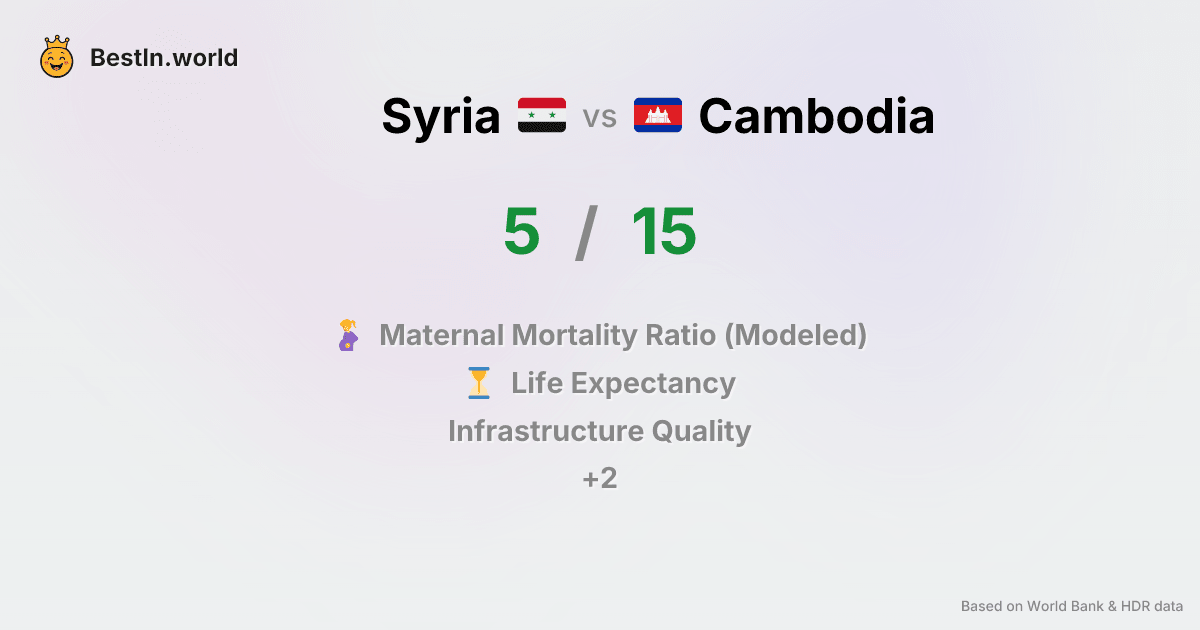 BestIn.world
Syria vs Cambodia
5 / 15
Maternal Mortality Ratio (Modeled)
Life Expectancy
Infrastructure Quality
+2
Based on World Bank & HDR data